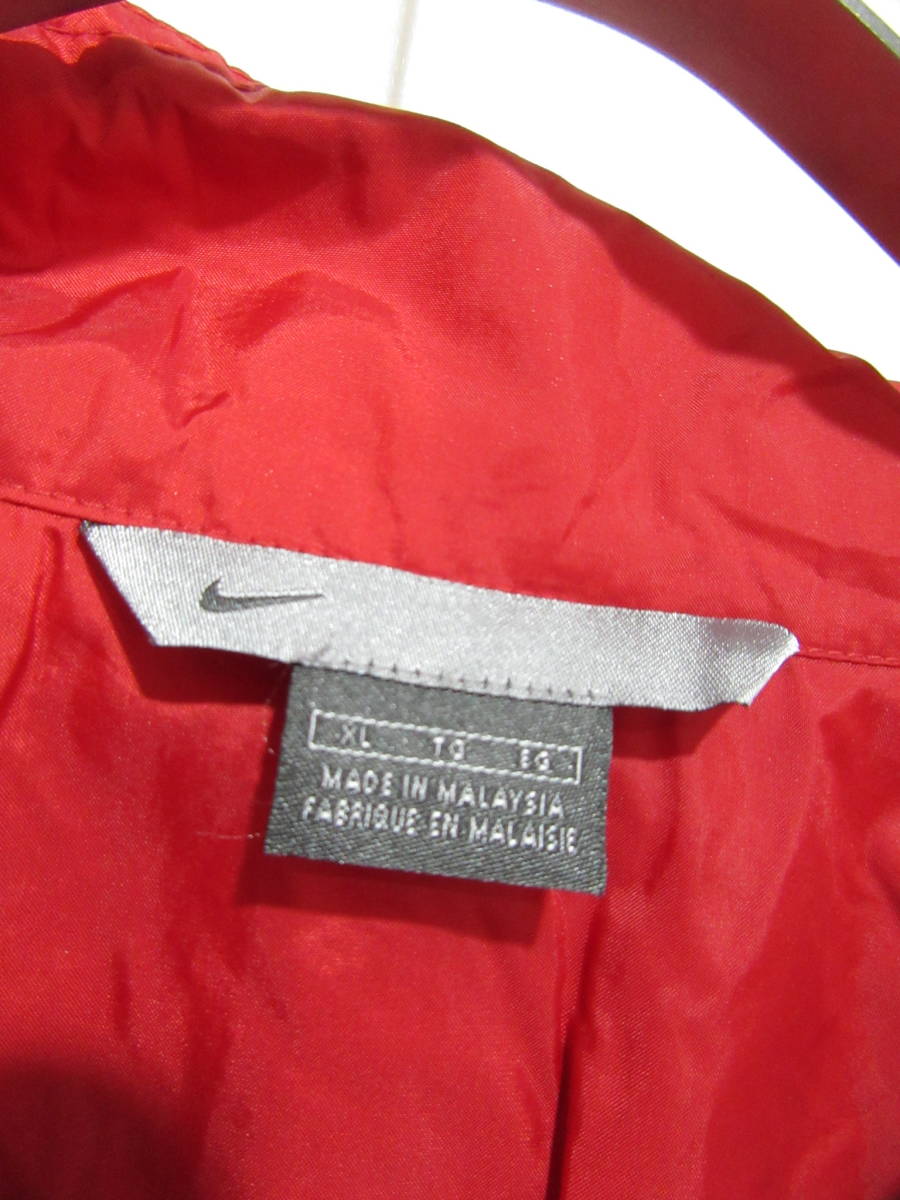 XL TG EG
MADE IN MALAYSIA
FABRIQUE EN MALAISIE